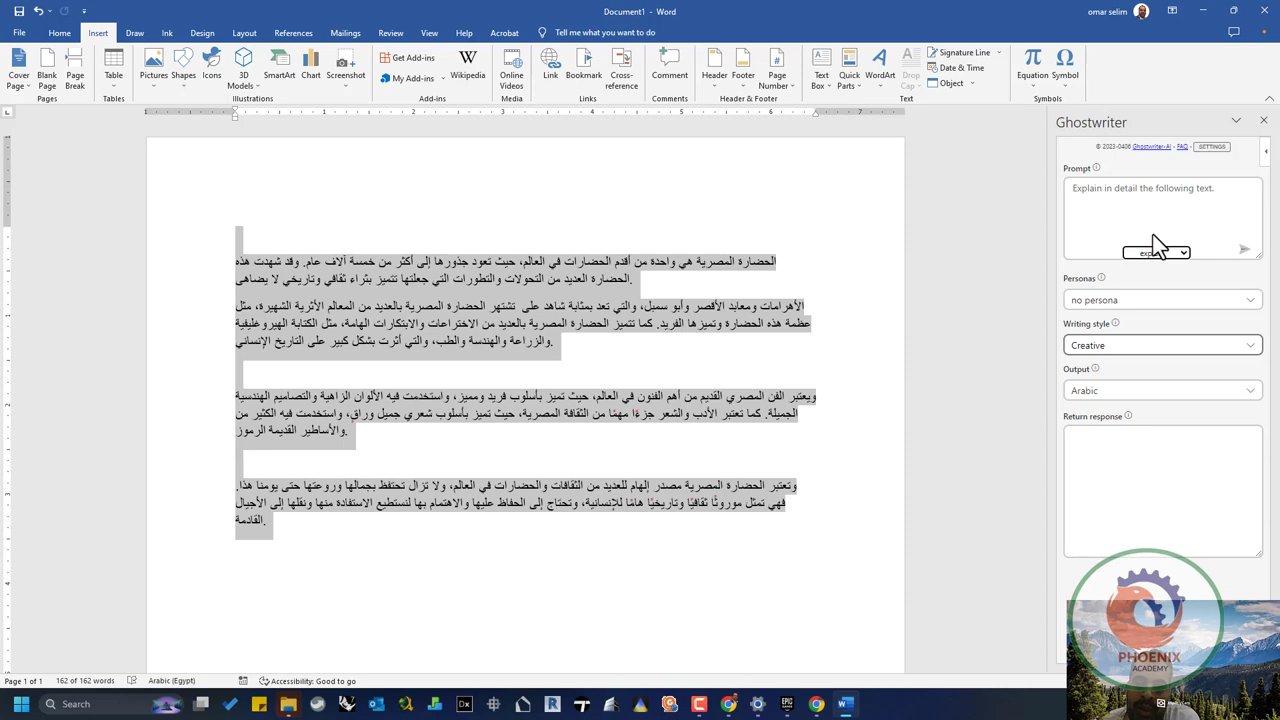 Document1 - Word
omar selim
File Home Insert Draw Design Layout References Mailings Review View Help Acrobat Tell me what you want to do
Cover Page Blank Page Page Break
Pages
Table
Tables
Pictures Shapes Icons 3D Models SmartArt Chart Screenshot
Illustrations
Get Add-ins
My Add-ins
Wikipedia
Add-ins
Online Videos
Media
Link Bookmark Cross-reference
Links
Comment
Comments
Header Footer Page Number
Header & Footer
Text Box Quick Parts WordArt Drop Cap
Signature Line
Date & Time
Object
Text
Equation Symbol
Symbols
الحضارة المصرية هي واحدة من أقدم الحضارات في العالم، حيث تعود جذورها إلى أكثر من خمسة آلاف عام. وقد شهدت هذه
الحضارة العديد من التحولات والتطورات التي جعلتها تتميز بثراء ثقافي وتاريخي لا يضاهى.
الأهرامات ومعابد الأقصر وأبو سمبل، والتي تعد بمثابة شاهد على تشتهر الحضارة المصرية بالعديد من المعالم الأثرية الشهيرة، مثل
عظمة هذه الحضارة وتميزها الفريد. كما تتميز الحضارة المصرية بالعديد من الاختراعات والابتكارات الهامة، مثل الكتابة الهيروغليفية
والزراعة والهندسة والطب، والتي أثرت بشكل كبير على التاريخ الإنساني.
ويعتبر الفن المصري القديم من أهم الفنون في العالم، حيث تميز بأسلوب فريد ومميز، واستخدمت فيه الألوان الزاهية والتصاميم الهندسية
الجميلة. كما تعتبر الأدب والشعر جزءًا مهمًا من الثقافة المصرية، حيث تميز بأسلوب شعري جميل وراقٍ، واستخدمت فيه الكثير من
والأساطير القديمة الرموز.
وتعتبر الحضارة المصرية مصدر إلهام للعديد من الثقافات والحضارات في العالم، ولا تزال تحتفظ بجمالها وروعتها حتى يومنا هذا.
فهي تمثل موروثًا ثقافيًا وتاريخيًا هامًا للإنسانية، وتحتاج إلى الحفاظ عليها والاهتمام بها لنستطيع الاستفادة منها ونقلها إلى الأجيال
القادمة.
Ghostwriter
© 2023-0406 Ghostwriter-AI - FAQ - SETTINGS
Prompt
Explain in detail the following text.
Personas
no persona
Writing style
Creative
Output
Arabic
Return response
PHOENIX
ACADEMY
Page 1 of 1 162 of 162 words Arabic (Egypt) Accessibility: Good to go
Search